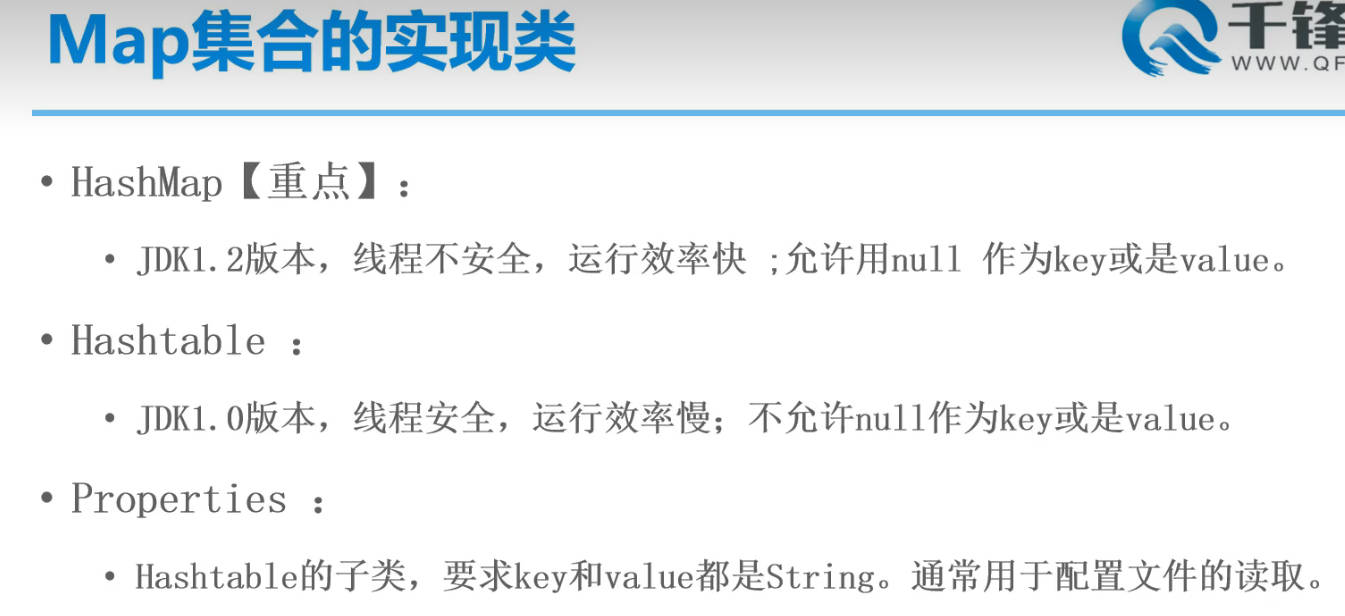 Map集合的实现类
千锋
WWW.QF
• HashMap【重点】：
• JDK1.2版本，线程不安全，运行效率快 ;允许用null 作为key或是value。
• Hashtable ：
• JDK1.0版本，线程安全，运行效率慢；不允许null作为key或是value。
• Properties ：
• Hashtable的子类，要求key和value都是String。通常用于配置文件的读取。